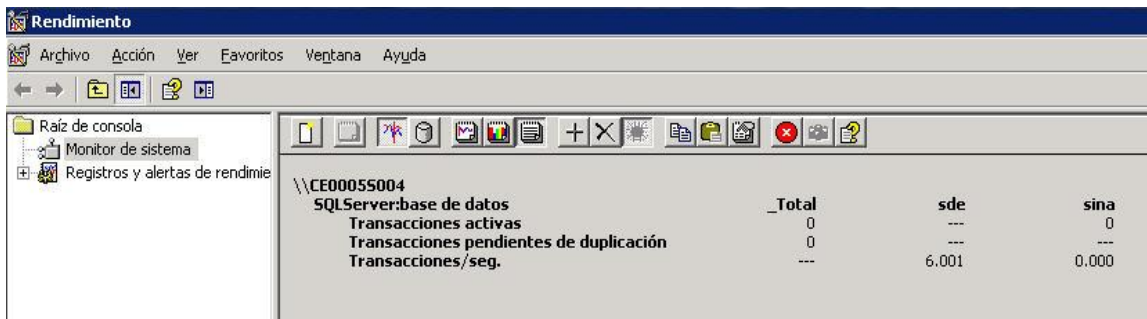 Rendimiento
Archivo Acción Ver Favoritos Ventana Ayuda
Raíz de consola
Monitor de sistema
Registros y alertas de rendimie
\\CE0005S004
SQLServer:base de datos _Total sde sina
Transacciones activas 0 --- 0
Transacciones pendientes de duplicación 0 --- ---
Transacciones/seg. --- 6.001 0.000